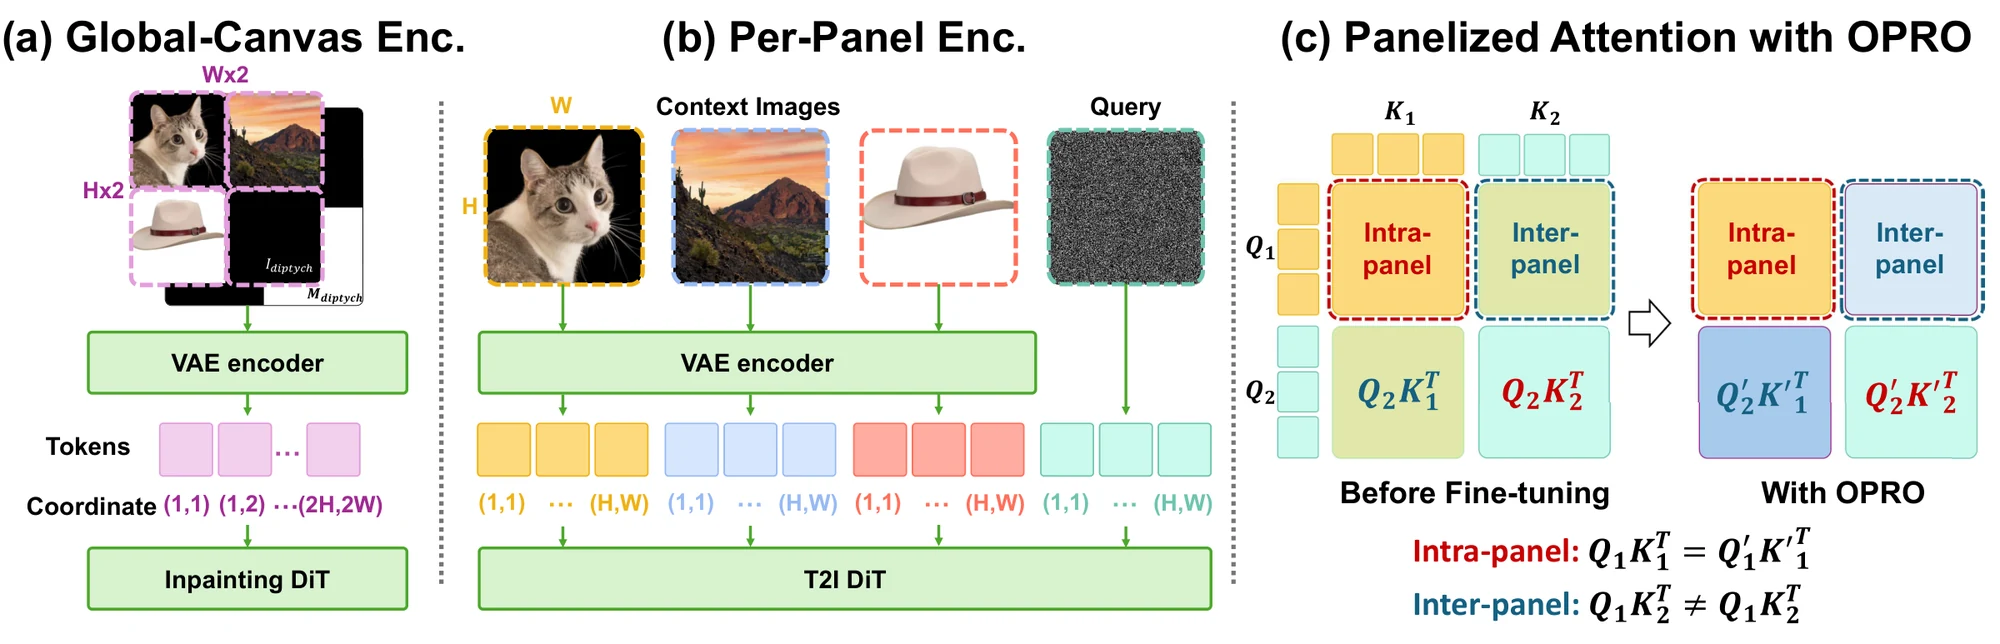 (a) Global-Canvas Enc.
Wx2
Hx2
I_diptych
M_diptych
VAE encoder
Tokens
...
Coordinate (1,1) (1,2) ...(2H,2W)
Inpainting DiT
(b) Per-Panel Enc.
W
Context Images
Query
H
VAE encoder
(1,1) ... (H,W) (1,1) ... (H,W) (1,1) ... (H,W) (1,1) ... (H,W)
T2I DiT
(c) Panelized Attention with OPRO
K₁ K₂
Q₁
Intra-panel
Inter-panel
Intra-panel
Inter-panel
Q₂
Q₂K₁ᵀ
Q₂K₂ᵀ
Q′₂K′₁ᵀ
Q′₂K′₂ᵀ
Before Fine-tuning
With OPRO
Intra-panel: Q₁K₁ᵀ = Q′₁K′₁ᵀ
Inter-panel: Q₁K₂ᵀ ≠ Q₁K₂ᵀ